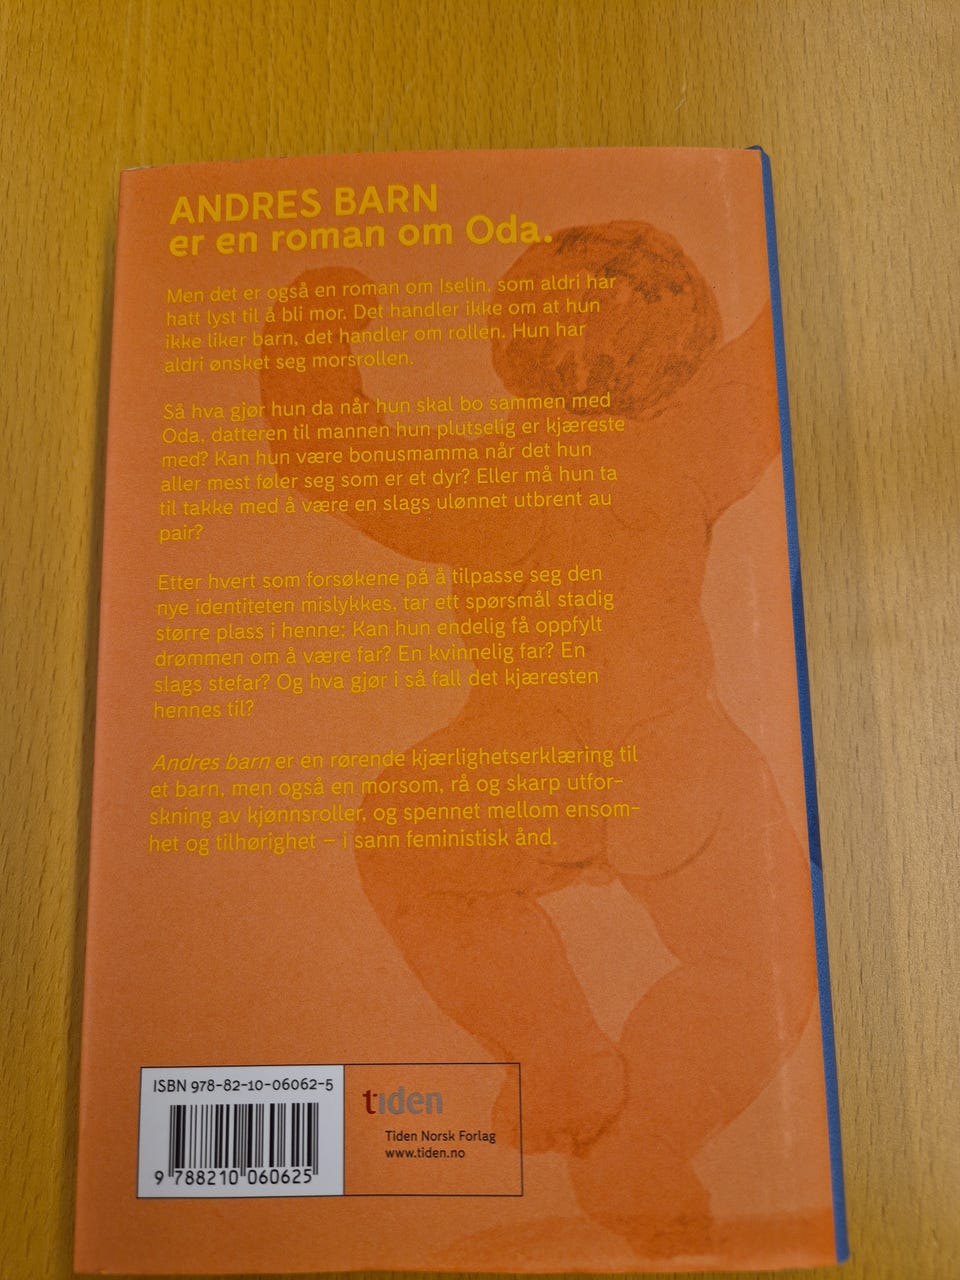 ANDRES BARN
er en roman om Oda.
Men det er også en roman om Iselin, som aldri har
hatt lyst til å bli mor. Det handler ikke om at hun
ikke liker barn, det handler om rollen. Hun har
aldri ønsket seg morsrollen.
Så hva gjør hun da når hun skal bo sammen med
Oda, datteren til mannen hun plutselig er kjæreste
med? Kan hun være bonusmamma når det hun
aller mest føler seg som er et dyr? Eller må hun ta
til takke med å være en slags ulønnet utbrent au
pair?
Etter hvert som forsøkene på å tilpasse seg den
nye identiteten mislykkes, tar ett spørsmål stadig
større plass i henne: Kan hun endelig få oppfylt
drømmen om å være far? En kvinnelig far? En
slags stefar? Og hva gjør i så fall det kjæresten
hennes til?
Andres barn er en rørende kjærlighetserklæring til
et barn, men også en morsom, rå og skarp utfor-
skning av kjønnsroller, og spennet mellom ensom-
het og tilhørighet – i sann feministisk ånd.
ISBN 978-82-10-06062-5
9 788210 060625
tiden
Tiden Norsk Forlag
www.tiden.no